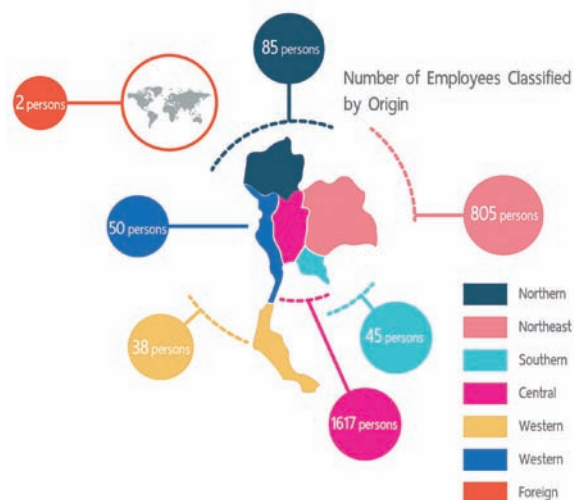 85 persons
Number of Employees Classified
by Origin
2 persons
805 persons
50 persons
Northern
Northeast
45 persons
38 persons
Southern
Central
1617 persons
Western
Western
Foreign